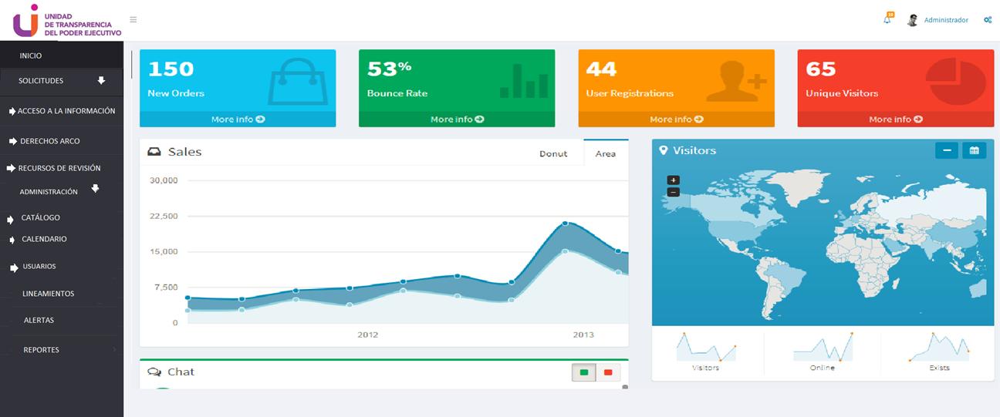 UNIDAD
DE TRANSPARENCIA
DEL PODER EJECUTIVO
10
Administrador
INICIO
SOLICITUDES
ACCESO A LA INFORMACIÓN
DERECHOS ARCO
RECURSOS DE REVISIÓN
ADMINISTRACIÓN
CATÁLOGO
CALENDARIO
USUARIOS
LINEAMIENTOS
ALERTAS
REPORTES
150
New Orders
More info
53%
Bounce Rate
More info
44
User Registrations
More info
65
Unique Visitors
More info
Sales
Donut
Area
30,000
22,500
15,000
7,500
0
2012
2013
Visitors
+
−
Visitors
Online
Exists
Chat